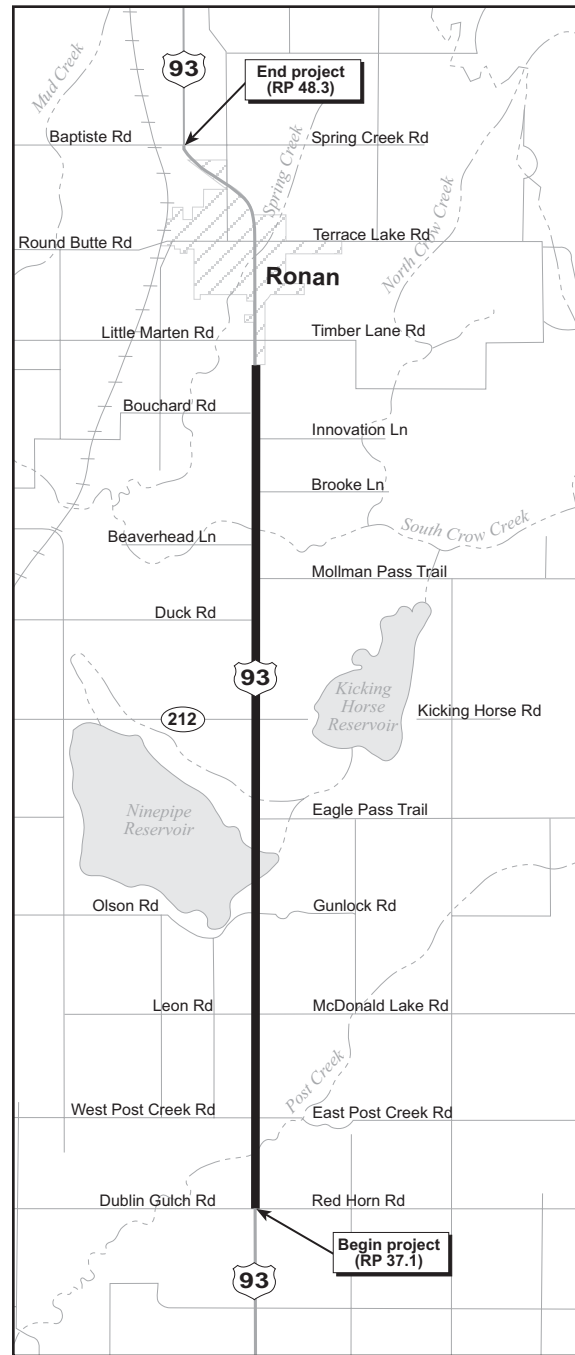 93
End project
(RP 48.3)
Mud Creek
Baptiste Rd
Spring Creek Rd
Spring Creek
North Crow Creek
Round Butte Rd
Terrace Lake Rd
Ronan
Little Marten Rd
Timber Lane Rd
Bouchard Rd
Innovation Ln
Brooke Ln
South Crow Creek
Beaverhead Ln
Mollman Pass Trail
Duck Rd
93
Kicking
Horse
Reservoir
212
Kicking Horse Rd
Ninepipe
Reservoir
Eagle Pass Trail
Olson Rd
Gunlock Rd
Leon Rd
McDonald Lake Rd
Post Creek
West Post Creek Rd
East Post Creek Rd
Dublin Gulch Rd
Red Horn Rd
Begin project
(RP 37.1)
93